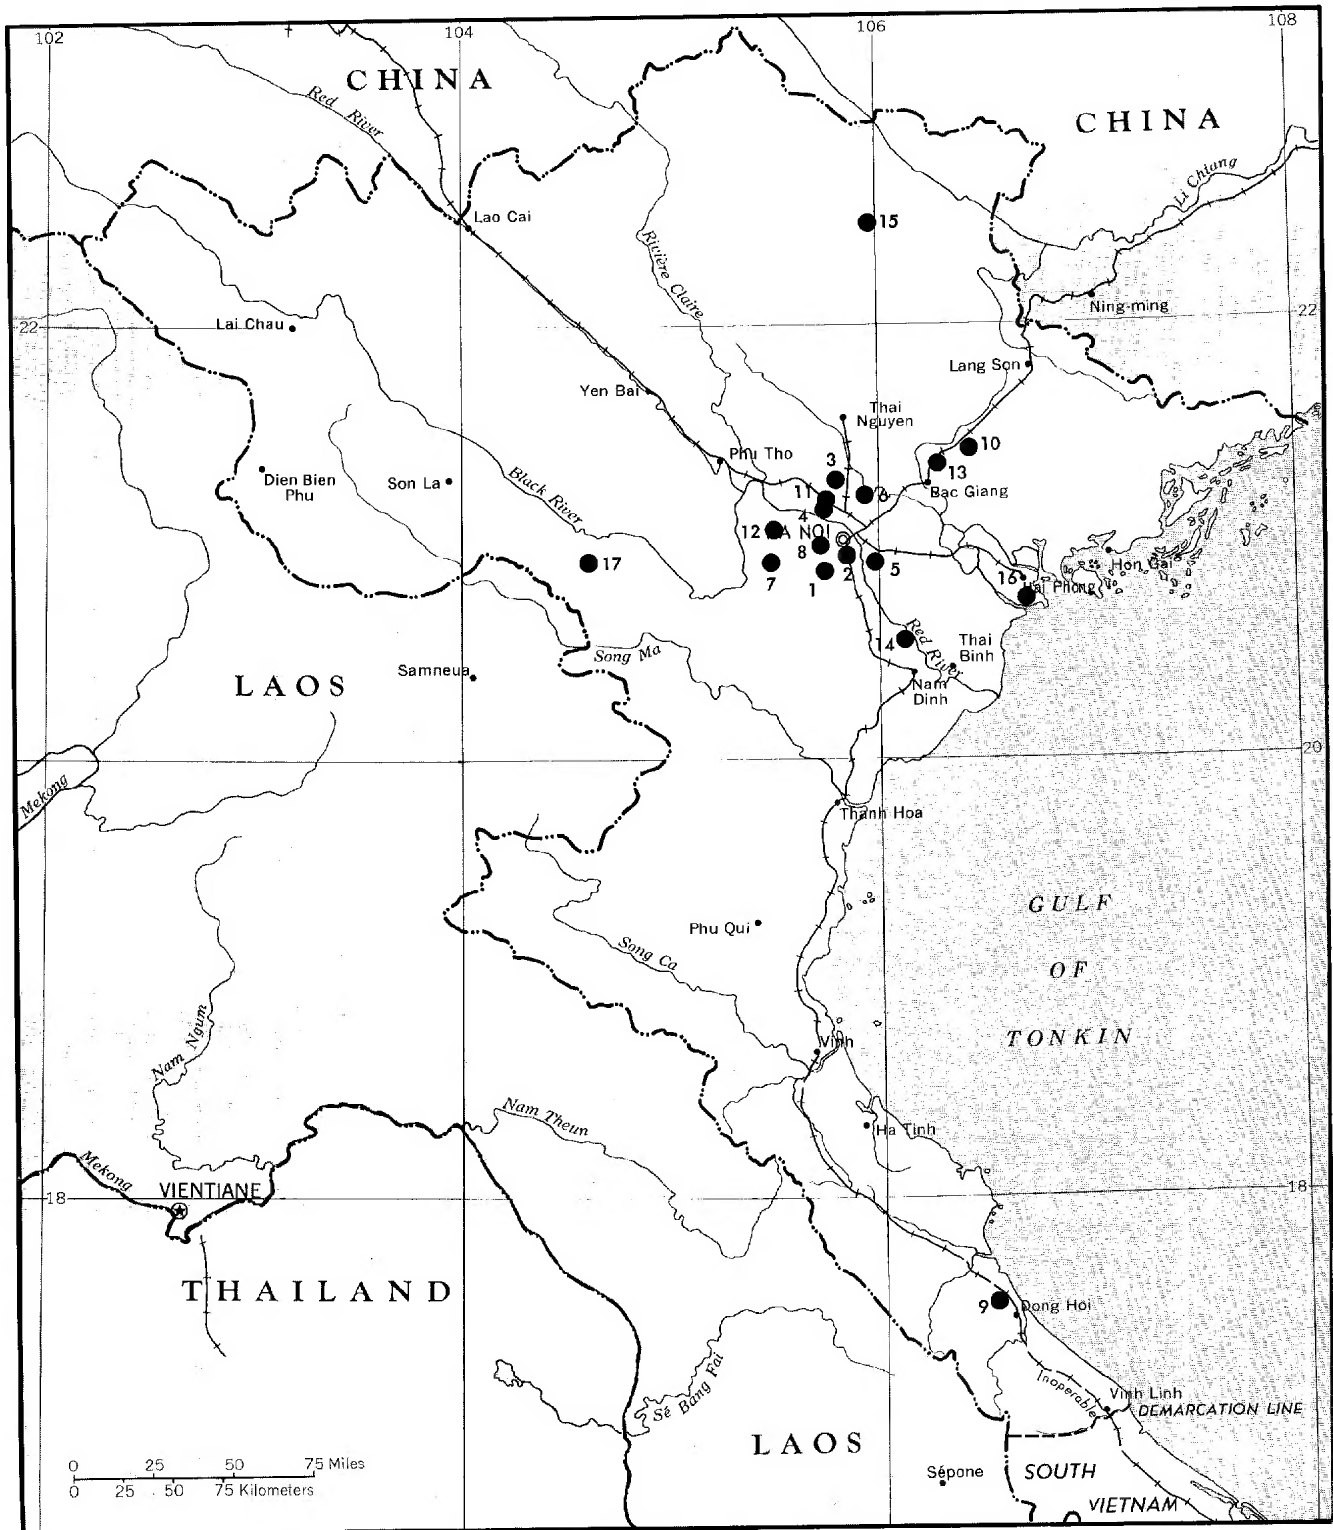 102
104
106
108
CHINA
Red River
CHINA
Li Chiang
Lao Cai
15
Rivière Claire
Ning-ming
22
Lai Chau
22
Lang Son
Yen Bai
Thai
Nguyen
10
Phu Tho
3
13
Dien Bien
Phu
Son La
Black River
11
6
Bac Giang
4
12
HA NOI
8
2
5
17
7
1
16
Hon Gai
Hai Phong
14
Red River
Thai
Binh
Song Ma
Samneua
LAOS
Nam
Dinh
20
Mekong
Thanh Hoa
GULF
OF
TONKIN
Phu Qui
Song Ca
Nam Ngum
Vinh
Nam Theun
Ha Tinh
Mekong
VIENTIANE
18
18
THAILAND
9
Dong Hoi
Sé Bang Fai
Inoperable
Vinh Linh
DEMARCATION LINE
LAOS
0 25 50 75 Miles
0 25 50 75 Kilometers
Sépone
SOUTH
VIETNAM